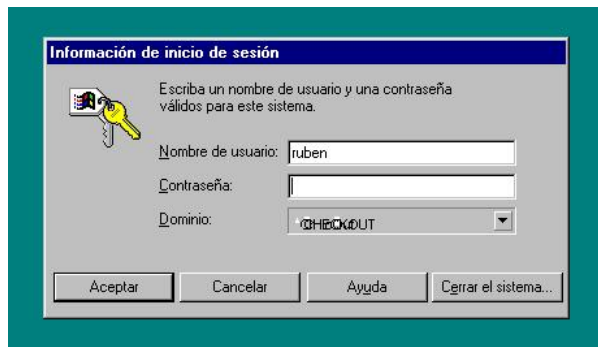 Información de inicio de sesión
Escriba un nombre de usuario y una contraseña
válidos para este sistema.
Nombre de usuario: ruben
Contraseña:
Dominio:
Aceptar Cancelar Ayuda Cerrar el sistema...